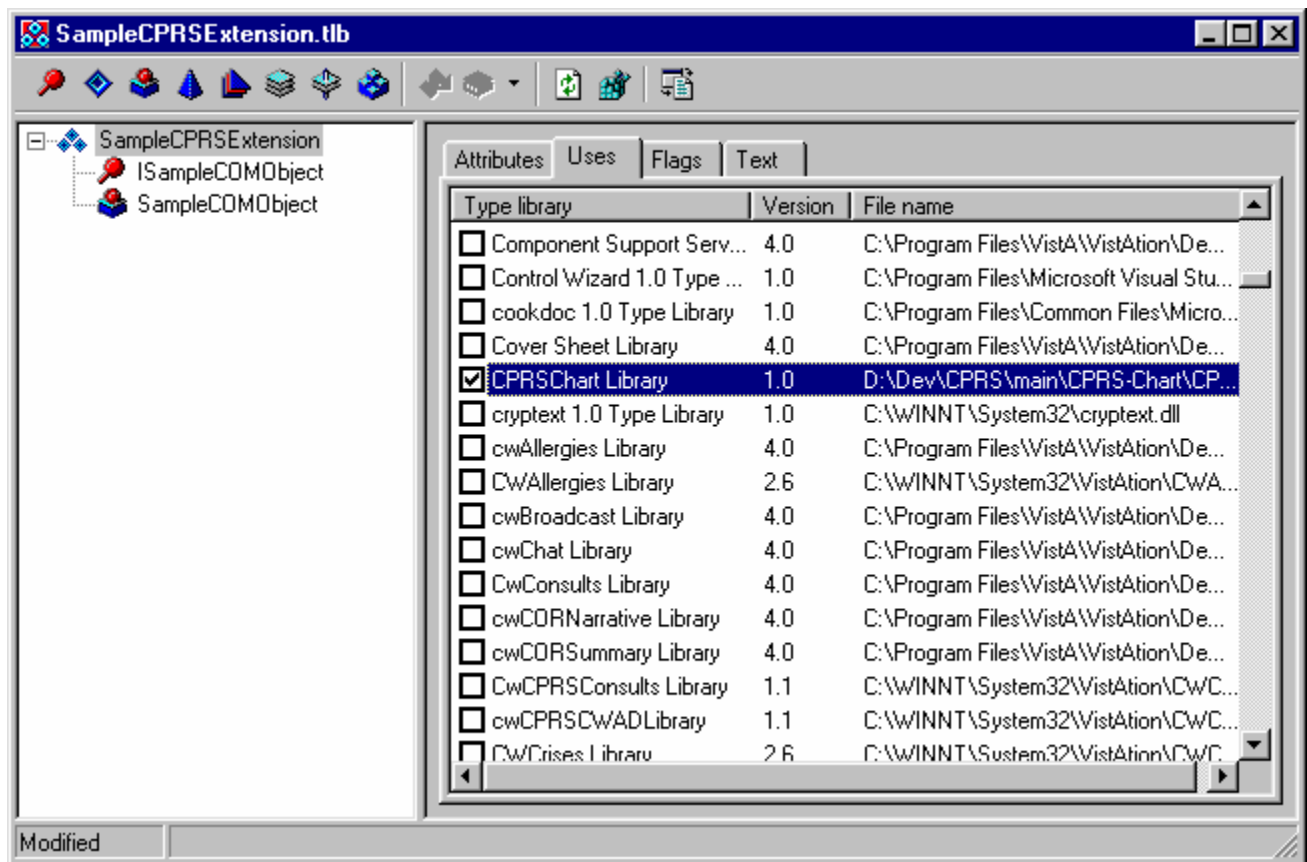 SampleCPRSExtension.tlb
SampleCPRSExtension
ISampleCOMObject
SampleCOMObject
Attributes Uses Flags Text
Type library Version File name
Component Support Serv... 4.0 C:\Program Files\VistA\VistAtion\De...
Control Wizard 1.0 Type ... 1.0 C:\Program Files\Microsoft Visual Stu...
cookdoc 1.0 Type Library 1.0 C:\Program Files\Common Files\Micro...
Cover Sheet Library 4.0 C:\Program Files\VistA\VistAtion\De...
CPRSChart Library 1.0 D:\Dev\CPRS\main\CPRS-Chart\CP...
cryptext 1.0 Type Library 1.0 C:\WINNT\System32\cryptext.dll
cwAllergies Library 4.0 C:\Program Files\VistA\VistAtion\De...
CWAllergies Library 2.6 C:\WINNT\System32\VistAtion\CWA...
cwBroadcast Library 4.0 C:\Program Files\VistA\VistAtion\De...
cwChat Library 4.0 C:\Program Files\VistA\VistAtion\De...
CwConsults Library 4.0 C:\Program Files\VistA\VistAtion\De...
cwCORNarrative Library 4.0 C:\Program Files\VistA\VistAtion\De...
cwCORSummary Library 4.0 C:\Program Files\VistA\VistAtion\De...
CwCPRSConsults Library 1.1 C:\WINNT\System32\VistAtion\CWC...
cwCPRSCWADLibrary 1.1 C:\WINNT\System32\VistAtion\CWC...
CWCrises Library 2.6 C:\WINNT\System32\VistAtion\CWC...
Modified